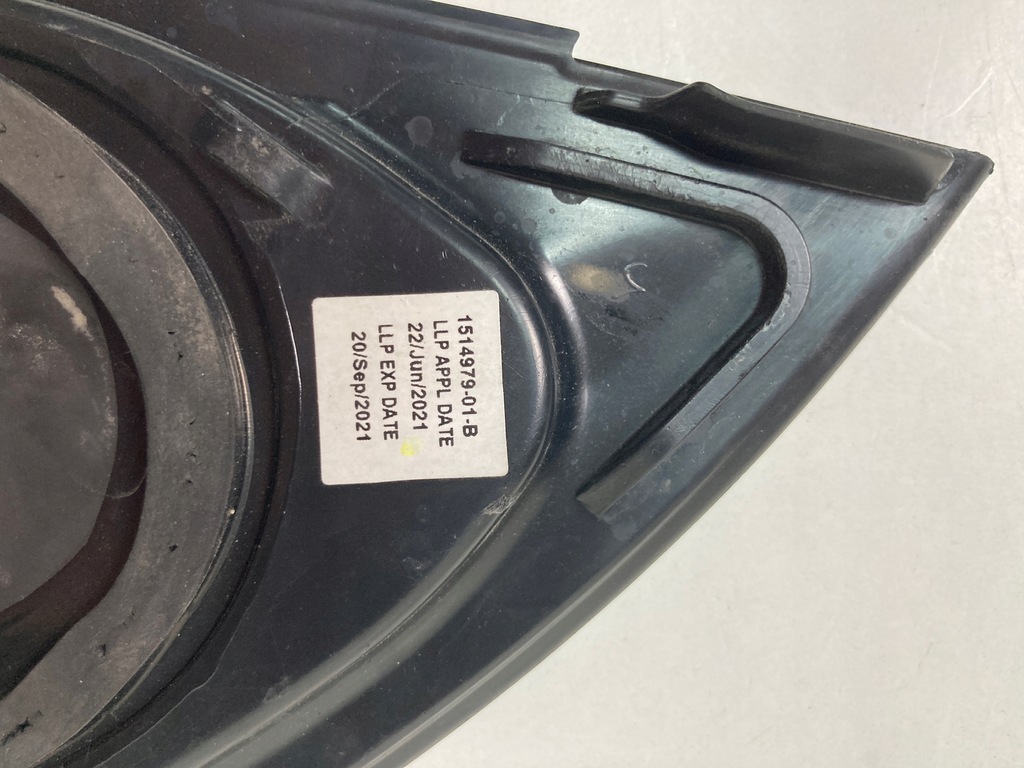 1514979-01-B
LLP APPL DATE
22/Jun/2021
LLP EXP DATE
20/Sep/2021